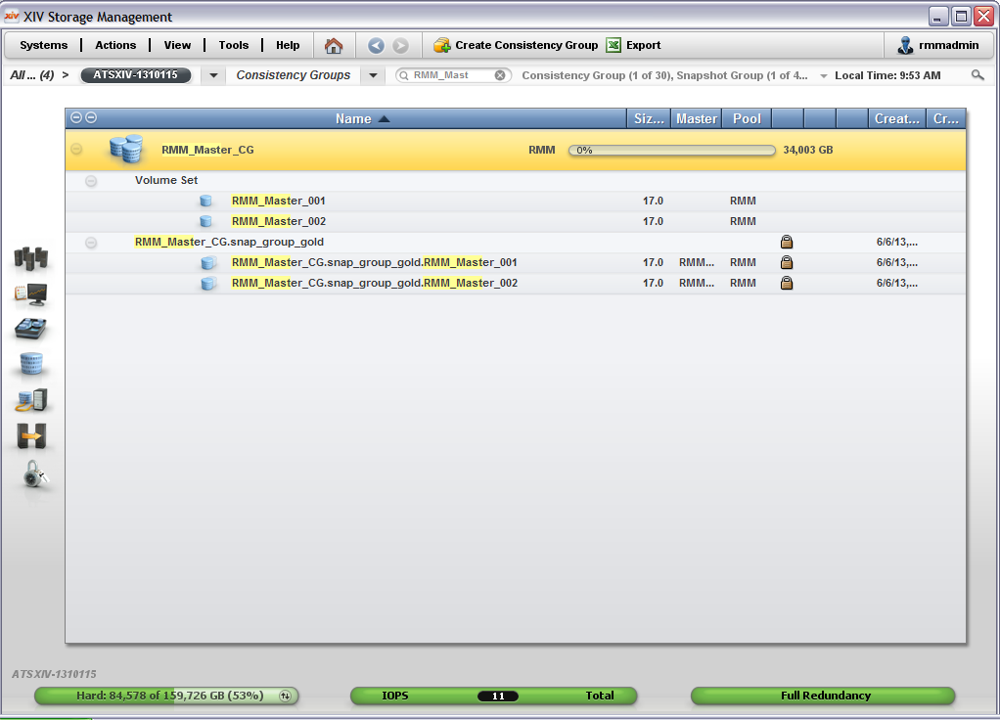 XIV XIV Storage Management
Systems Actions View Tools Help Create Consistency Group Export rmmadmin
All ... (4) > ATSXIV-1310115 Consistency Groups RMM_Mast Consistency Group (1 of 30), Snapshot Group (1 of 4... Local Time: 9:53 AM
Name Siz... Master Pool Creat... Cr...
RMM_Master_CG RMM 0% 34,003 GB
Volume Set
RMM_Master_001 17.0 RMM
RMM_Master_002 17.0 RMM
RMM_Master_CG.snap_group_gold 6/6/13,...
RMM_Master_CG.snap_group_gold.RMM_Master_001 17.0 RMM... RMM 6/6/13,...
RMM_Master_CG.snap_group_gold.RMM_Master_002 17.0 RMM... RMM 6/6/13,...
ATSXIV-1310115
Hard: 84,578 of 159,726 GB (53%) IOPS 11 Total Full Redundancy